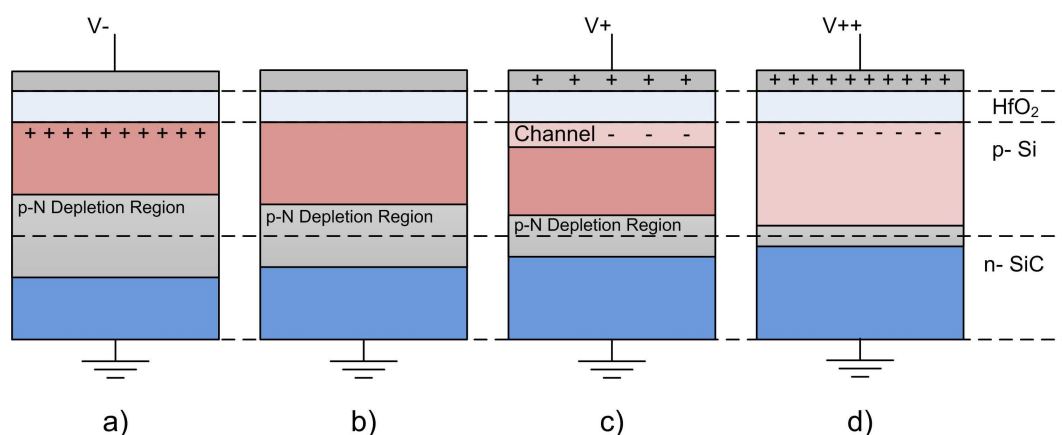 V-
V+
V++
+ + + + +
+ + + + + + + + + +
HfO₂
+ + + + + + + + + +
Channel - - -
- - - - - - - - -
p- Si
p-N Depletion Region
p-N Depletion Region
p-N Depletion Region
n- SiC
a)
b)
c)
d)